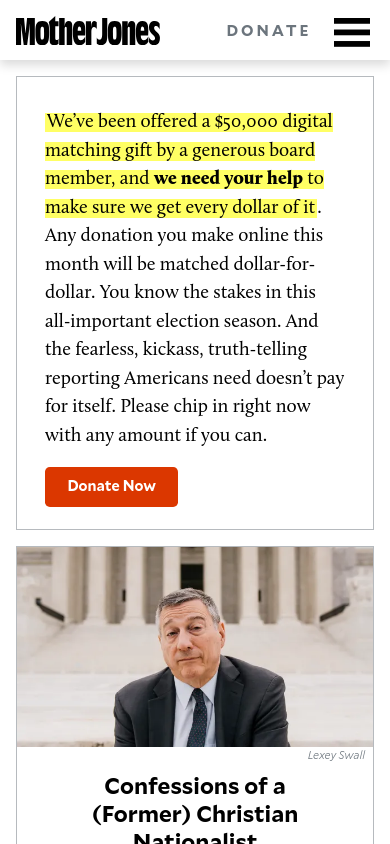 Mother Jones
DONATE
We’ve been offered a $50,000 digital
matching gift by a generous board
member, and we need your help to
make sure we get every dollar of it.
Any donation you make online this
month will be matched dollar-for-
dollar. You know the stakes in this
all-important election season. And
the fearless, kickass, truth-telling
reporting Americans need doesn’t pay
for itself. Please chip in right now
with any amount if you can.
Donate Now
Lexey Swall
Confessions of a
(Former) Christian
Nationalist